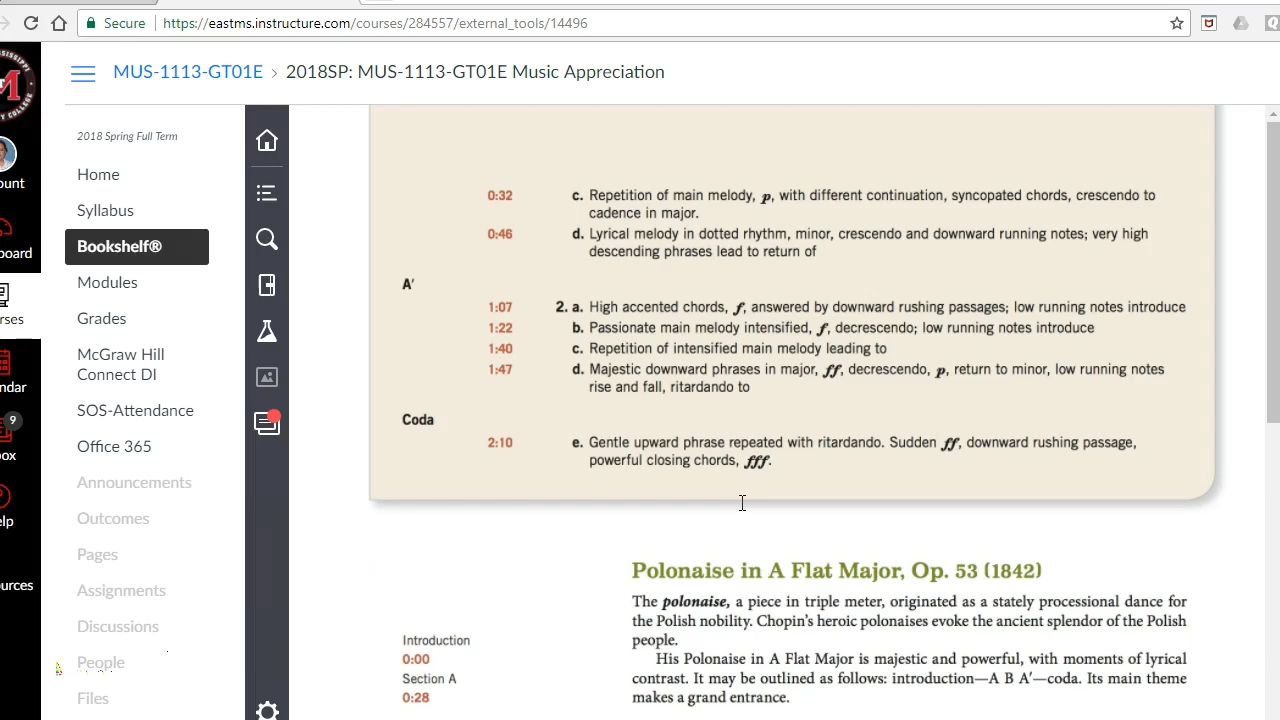 Secure https://eastms.instructure.com/courses/284557/external_tools/14496
MUS-1113-GT01E › 2018SP: MUS-1113-GT01E Music Appreciation
2018 Spring Full Term
Home
Syllabus
Bookshelf®
Modules
Grades
McGraw Hill
Connect DI
SOS-Attendance
Office 365
Announcements
Outcomes
Pages
Assignments
Discussions
People
Files
ount
board
rses
ndar
9
box
elp
ources
0:32 c. Repetition of main melody, p, with different continuation, syncopated chords, crescendo to
cadence in major.
0:46 d. Lyrical melody in dotted rhythm, minor, crescendo and downward running notes; very high
descending phrases lead to return of
A′
1:07 2. a. High accented chords, f, answered by downward rushing passages; low running notes introduce
1:22 b. Passionate main melody intensified, f, decrescendo; low running notes introduce
1:40 c. Repetition of intensified main melody leading to
1:47 d. Majestic downward phrases in major, ff, decrescendo, p, return to minor, low running notes
rise and fall, ritardando to
Coda
2:10 e. Gentle upward phrase repeated with ritardando. Sudden ff, downward rushing passage,
powerful closing chords, fff.
Polonaise in A Flat Major, Op. 53 (1842)
The polonaise, a piece in triple meter, originated as a stately processional dance for
the Polish nobility. Chopin's heroic polonaises evoke the ancient splendor of the Polish
people.
His Polonaise in A Flat Major is majestic and powerful, with moments of lyrical
contrast. It may be outlined as follows: introduction—A B A′—coda. Its main theme
makes a grand entrance.
Introduction
0:00
Section A
0:28